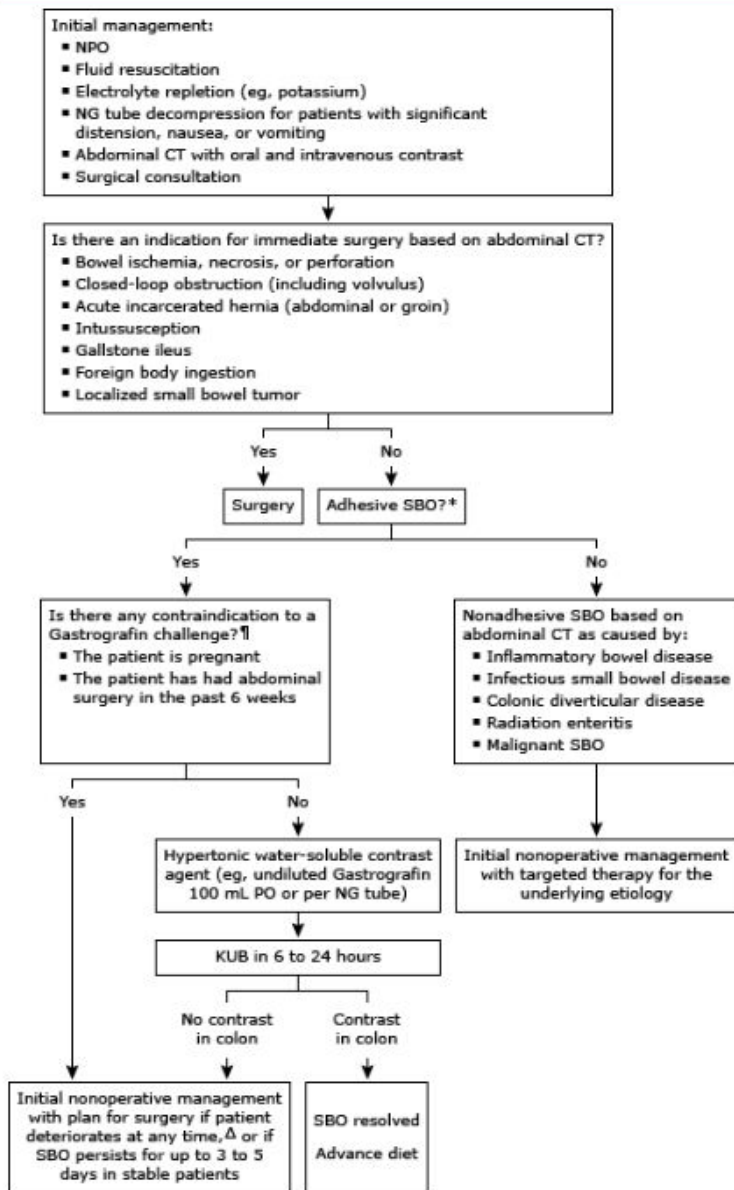 Initial management:
▪ NPO
▪ Fluid resuscitation
▪ Electrolyte repletion (eg, potassium)
▪ NG tube decompression for patients with significant
distension, nausea, or vomiting
▪ Abdominal CT with oral and intravenous contrast
▪ Surgical consultation
Is there an indication for immediate surgery based on abdominal CT?
▪ Bowel ischemia, necrosis, or perforation
▪ Closed-loop obstruction (including volvulus)
▪ Acute incarcerated hernia (abdominal or groin)
▪ Intussusception
▪ Gallstone ileus
▪ Foreign body ingestion
▪ Localized small bowel tumor
Yes
No
Surgery
Adhesive SBO?*
Yes
No
Is there any contraindication to a
Gastrografin challenge?¶
▪ The patient is pregnant
▪ The patient has had abdominal
surgery in the past 6 weeks
Nonadhesive SBO based on
abdominal CT as caused by:
▪ Inflammatory bowel disease
▪ Infectious small bowel disease
▪ Colonic diverticular disease
▪ Radiation enteritis
▪ Malignant SBO
Yes
No
Hypertonic water-soluble contrast
agent (eg, undiluted Gastrografin
100 mL PO or per NG tube)
Initial nonoperative management
with targeted therapy for the
underlying etiology
KUB in 6 to 24 hours
No contrast
in colon
Contrast
in colon
Initial nonoperative management
with plan for surgery if patient
deteriorates at any time,Δ or if
SBO persists for up to 3 to 5
days in stable patients
SBO resolved
Advance diet